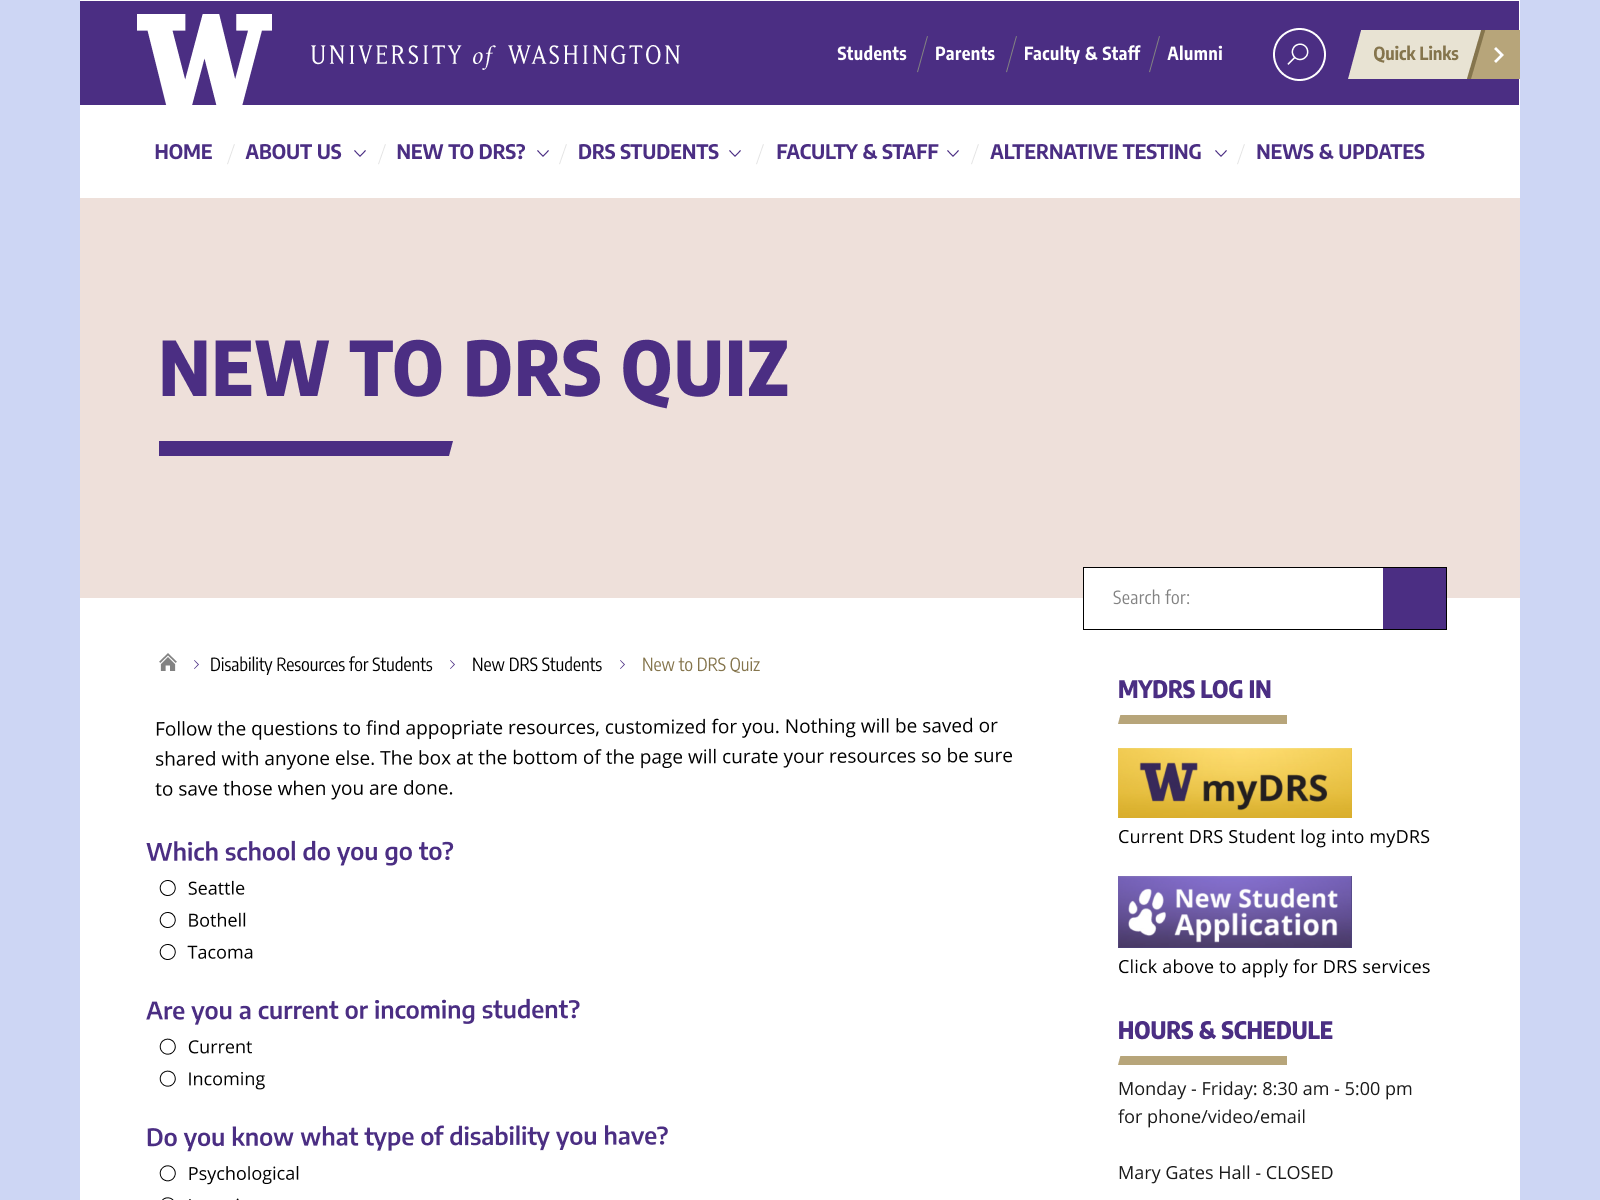 W
UNIVERSITY of WASHINGTON
Students
Parents
Faculty & Staff
Alumni
Quick Links
HOME
ABOUT US
NEW TO DRS?
DRS STUDENTS
FACULTY & STAFF
ALTERNATIVE TESTING
NEWS & UPDATES
NEW TO DRS QUIZ
Search for:
Disability Resources for Students
New DRS Students
New to DRS Quiz
Follow the questions to find appopriate resources, customized for you. Nothing will be saved or
shared with anyone else. The box at the bottom of the page will curate your resources so be sure
to save those when you are done.
Which school do you go to?
Seattle
Bothell
Tacoma
Are you a current or incoming student?
Current
Incoming
Do you know what type of disability you have?
Psychological
MYDRS LOG IN
W myDRS
Current DRS Student log into myDRS
New Student
Application
Click above to apply for DRS services
HOURS & SCHEDULE
Monday - Friday: 8:30 am - 5:00 pm
for phone/video/email
Mary Gates Hall - CLOSED